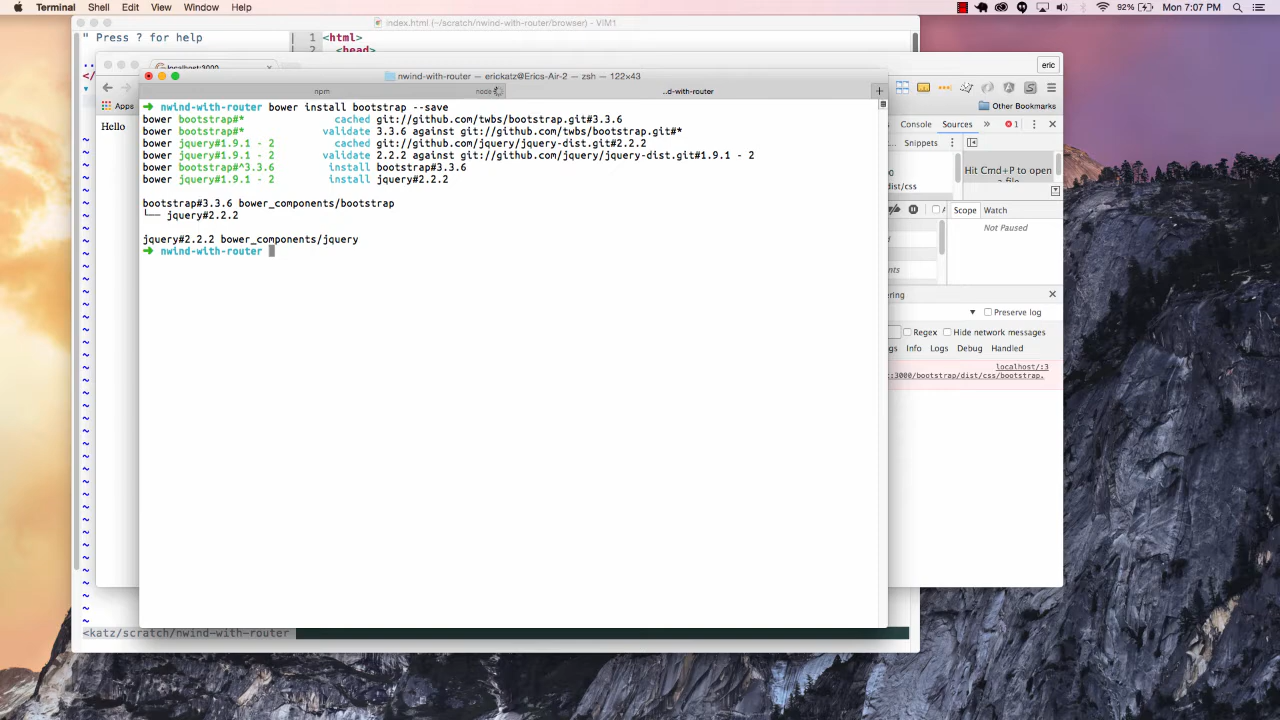 Terminal Shell Edit View Window Help
92% Mon 7:07 PM
index.html (~/scratch/nwind-with-router/browser) - VIM1
" Press ? for help
1 <html>
2 <head>
..
</
localhost:3000
eric
Apps
Other Bookmarks
Hello
nwind-with-router — erickatz@Erics-Air-2 — zsh — 122x43
npm
node
..d-with-router
+
➜ nwind-with-router bower install bootstrap --save
bower bootstrap#* cached git://github.com/twbs/bootstrap.git#3.3.6
bower bootstrap#* validate 3.3.6 against git://github.com/twbs/bootstrap.git#*
bower jquery#1.9.1 - 2 cached git://github.com/jquery/jquery-dist.git#2.2.2
bower jquery#1.9.1 - 2 validate 2.2.2 against git://github.com/jquery/jquery-dist.git#1.9.1 - 2
bower bootstrap#^3.3.6 install bootstrap#3.3.6
bower jquery#1.9.1 - 2 install jquery#2.2.2
bootstrap#3.3.6 bower_components/bootstrap
└── jquery#2.2.2
jquery#2.2.2 bower_components/jquery
➜ nwind-with-router
Console Sources » 1
Snippets
Hit Cmd+P to open
a file
dist/css
Scope Watch
Not Paused
Preserve log
Regex Hide network messages
Info Logs Debug Handled
localhost/:3
:3000/bootstrap/dist/css/bootstrap.
<katz/scratch/nwind-with-router